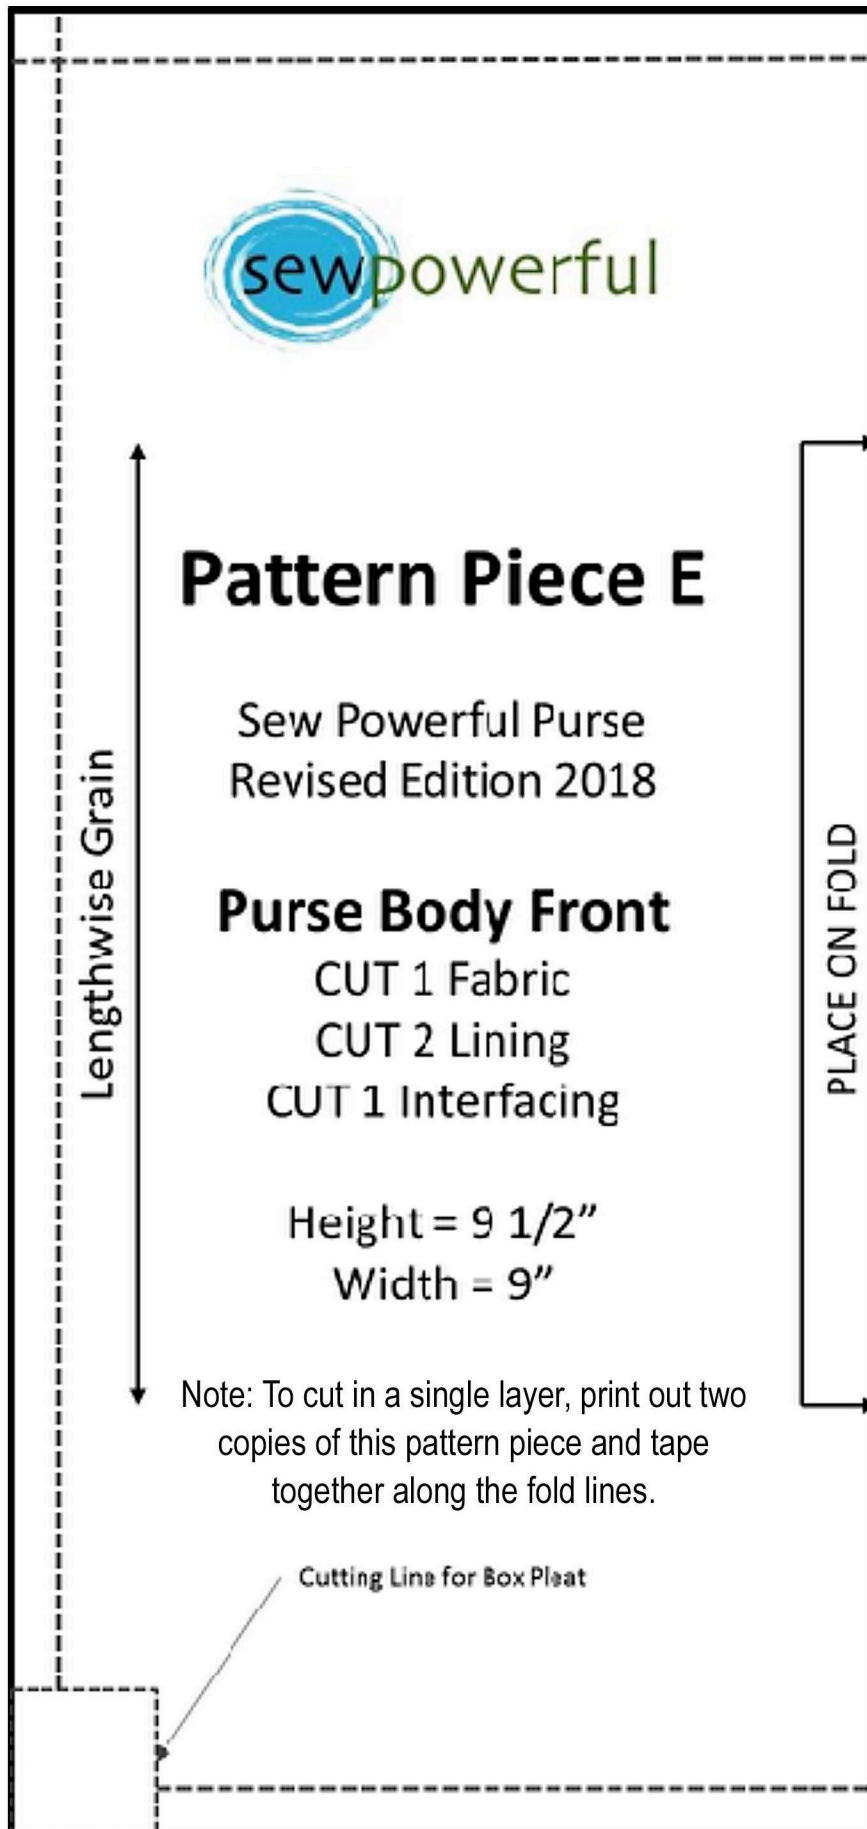 sewpowerful
Pattern Piece E
Sew Powerful Purse
Revised Edition 2018
Lengthwise Grain
PLACE ON FOLD
Purse Body Front
CUT 1 Fabric
CUT 2 Lining
CUT 1 Interfacing
Height = 9 1/2”
Width = 9”
Note: To cut in a single layer, print out two
copies of this pattern piece and tape
together along the fold lines.
Cutting Line for Box Pleat